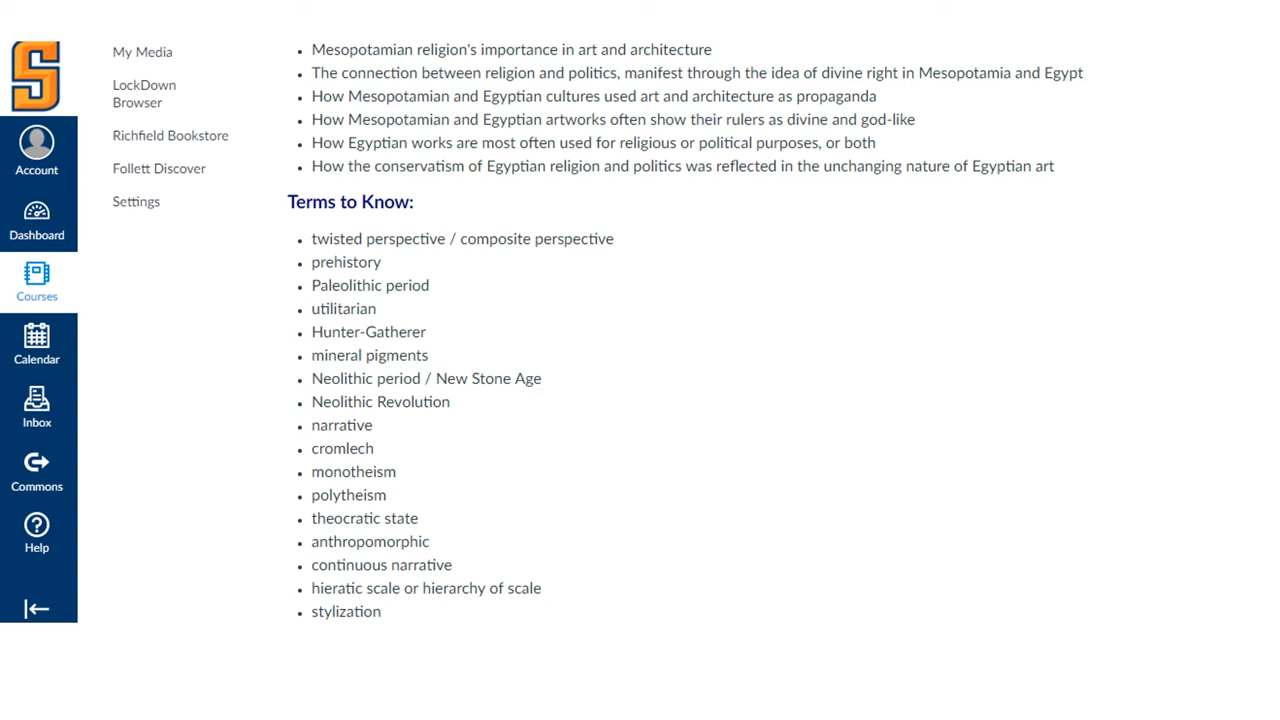 S
Account
Dashboard
Courses
Calendar
Inbox
Commons
Help
My Media
LockDown
Browser
Richfield Bookstore
Follett Discover
Settings
• Mesopotamian religion's importance in art and architecture
• The connection between religion and politics, manifest through the idea of divine right in Mesopotamia and Egypt
• How Mesopotamian and Egyptian cultures used art and architecture as propaganda
• How Mesopotamian and Egyptian artworks often show their rulers as divine and god-like
• How Egyptian works are most often used for religious or political purposes, or both
• How the conservatism of Egyptian religion and politics was reflected in the unchanging nature of Egyptian art
Terms to Know:
• twisted perspective / composite perspective
• prehistory
• Paleolithic period
• utilitarian
• Hunter-Gatherer
• mineral pigments
• Neolithic period / New Stone Age
• Neolithic Revolution
• narrative
• cromlech
• monotheism
• polytheism
• theocratic state
• anthropomorphic
• continuous narrative
• hieratic scale or hierarchy of scale
• stylization